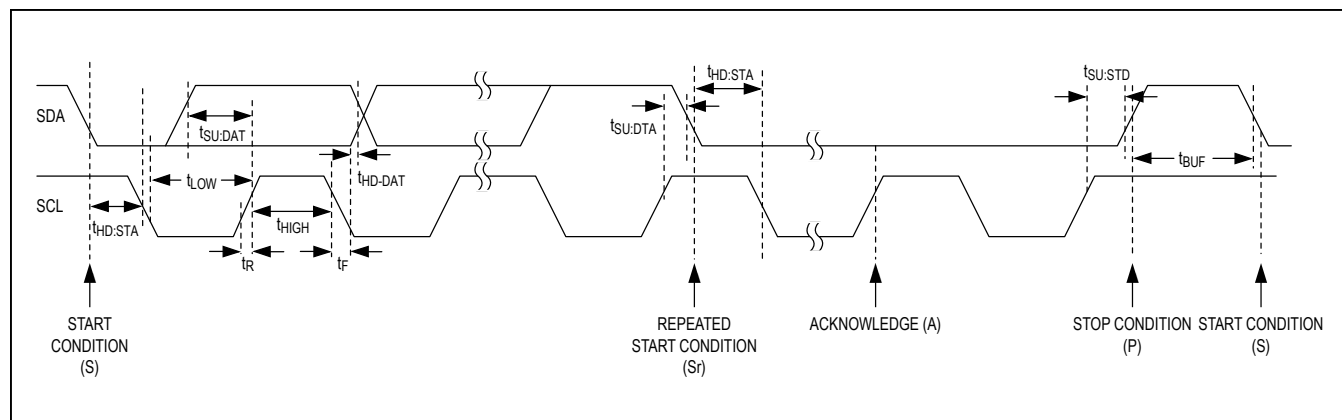 tHD:STA
tSU:STD
SDA
tSU:DAT
tSU:DTA
tBUF
tHD-DAT
tLOW
SCL
tHD:STA
tHIGH
tR
tF
START
CONDITION
(S)
REPEATED
START CONDITION
(Sr)
ACKNOWLEDGE (A)
STOP CONDITION
(P)
START CONDITION
(S)